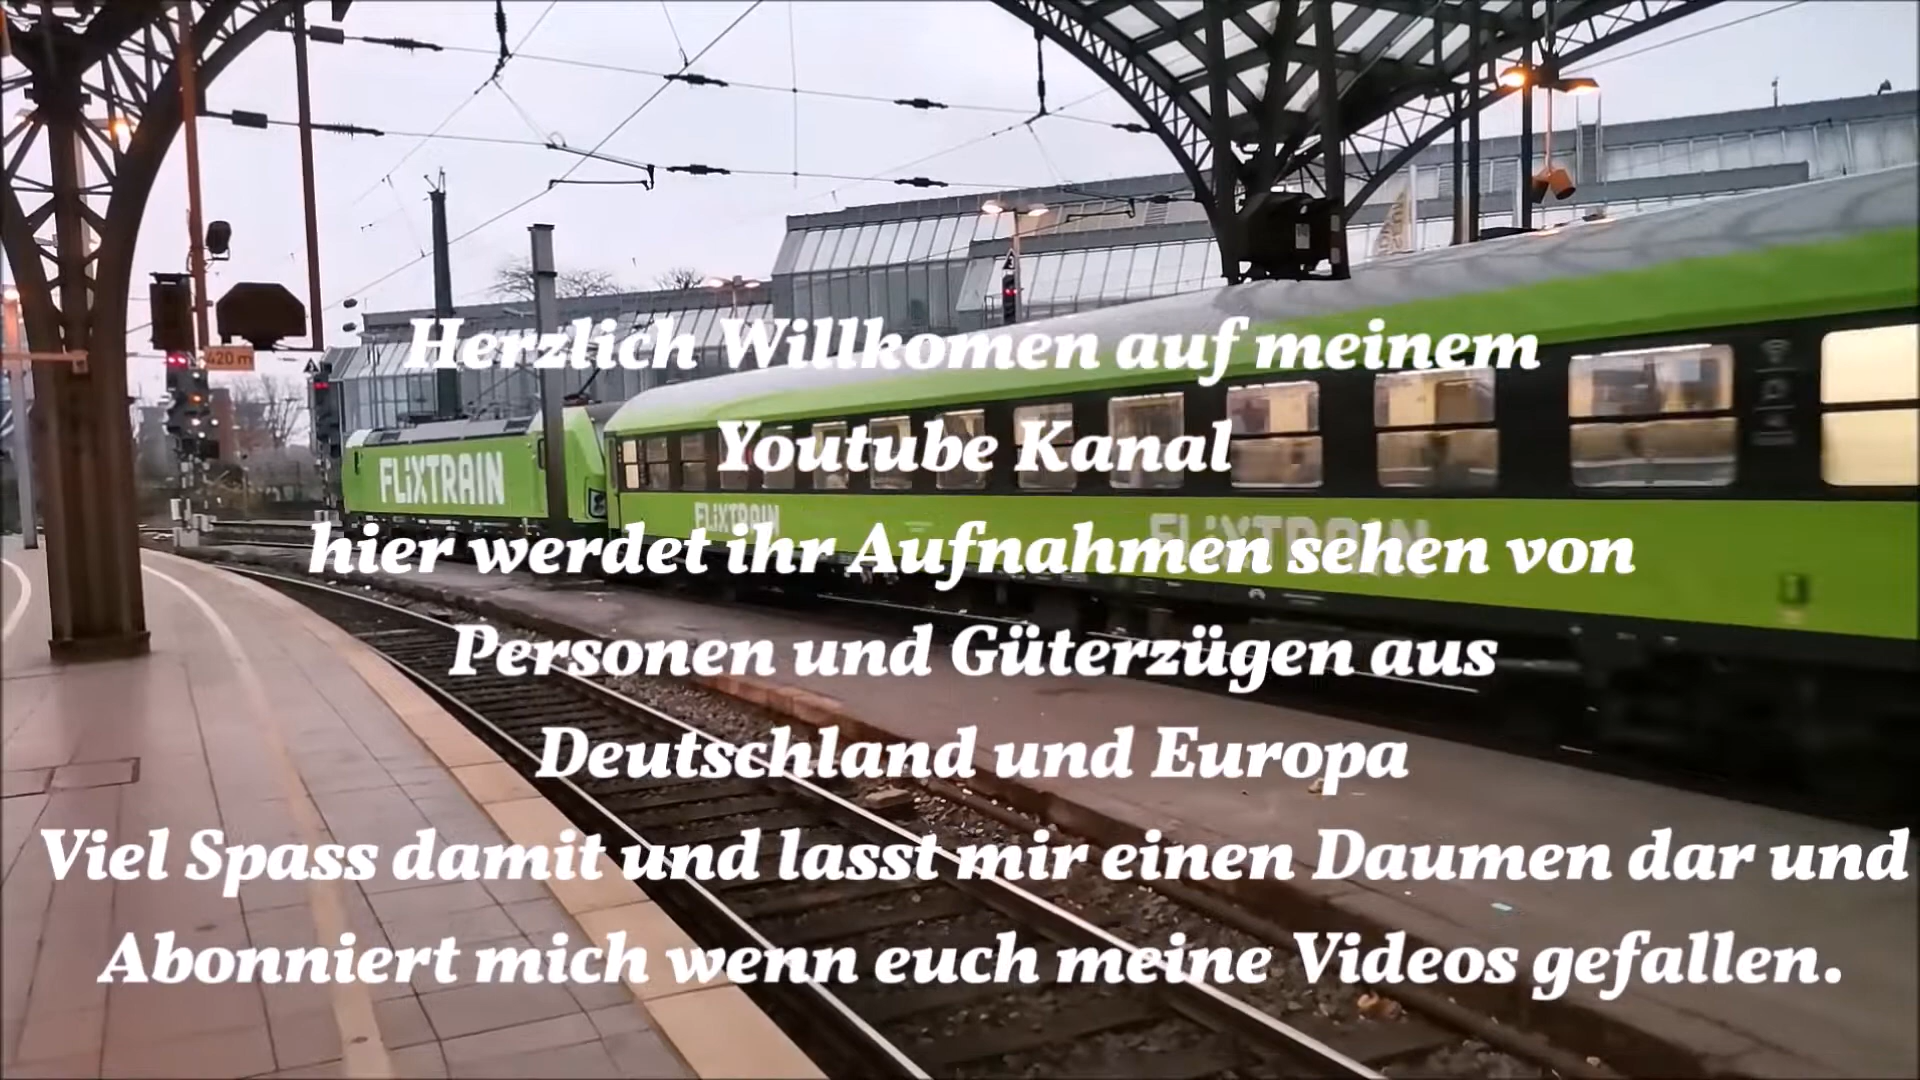 Herzlich Willkomen auf meinem
Youtube Kanal
hier werdet ihr Aufnahmen sehen von
Personen und Güterzügen aus
Deutschland und Europa
Viel Spass damit und lasst mir einen Daumen dar und
Abonniert mich wenn euch meine Videos gefallen.
420 m
FLiXTRAIN
FLiXTRAIN
FLiXTRAIN